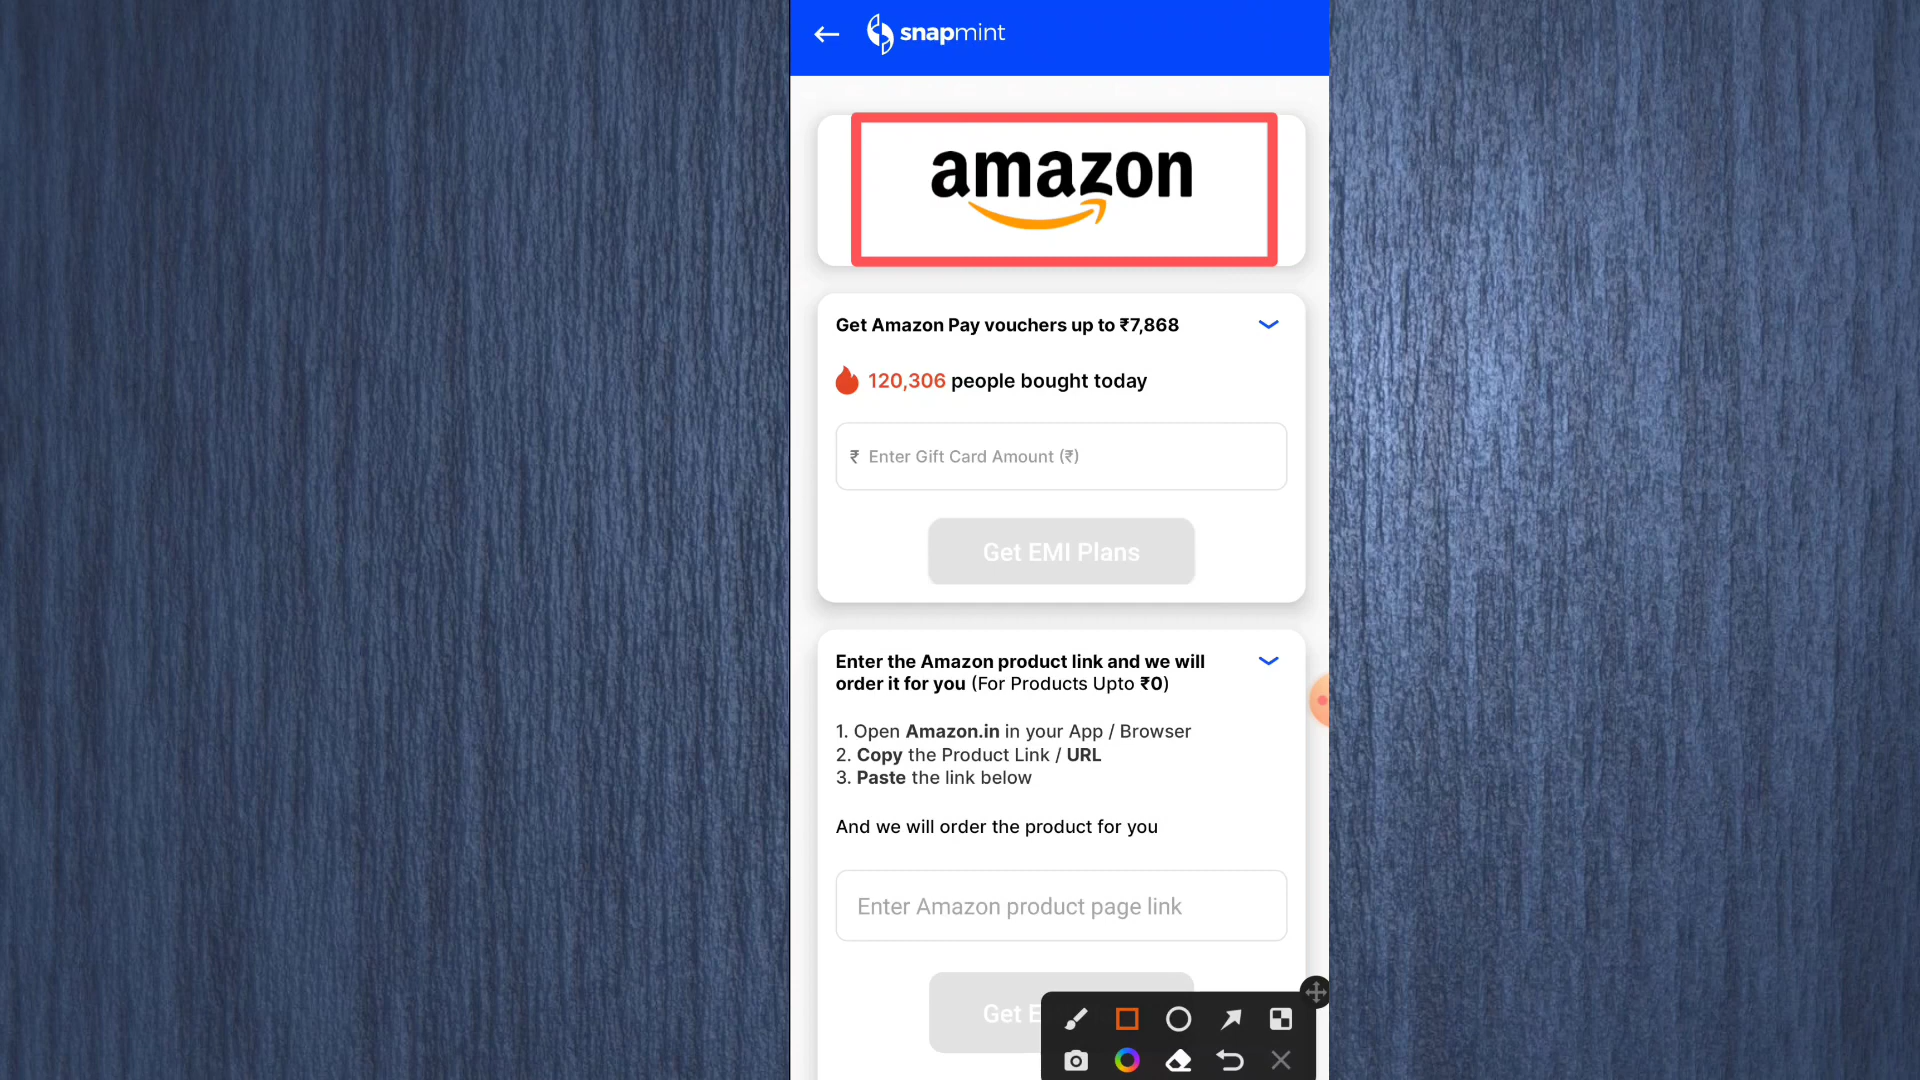 snapmint
amazon
Get Amazon Pay vouchers up to ₹7,868
120,306 people bought today
₹ Enter Gift Card Amount (₹)
Get EMI Plans
Enter the Amazon product link and we will
order it for you (For Products Upto ₹0)
1. Open Amazon.in in your App / Browser
2. Copy the Product Link / URL
3. Paste the link below
And we will order the product for you
Enter Amazon product page link
Get